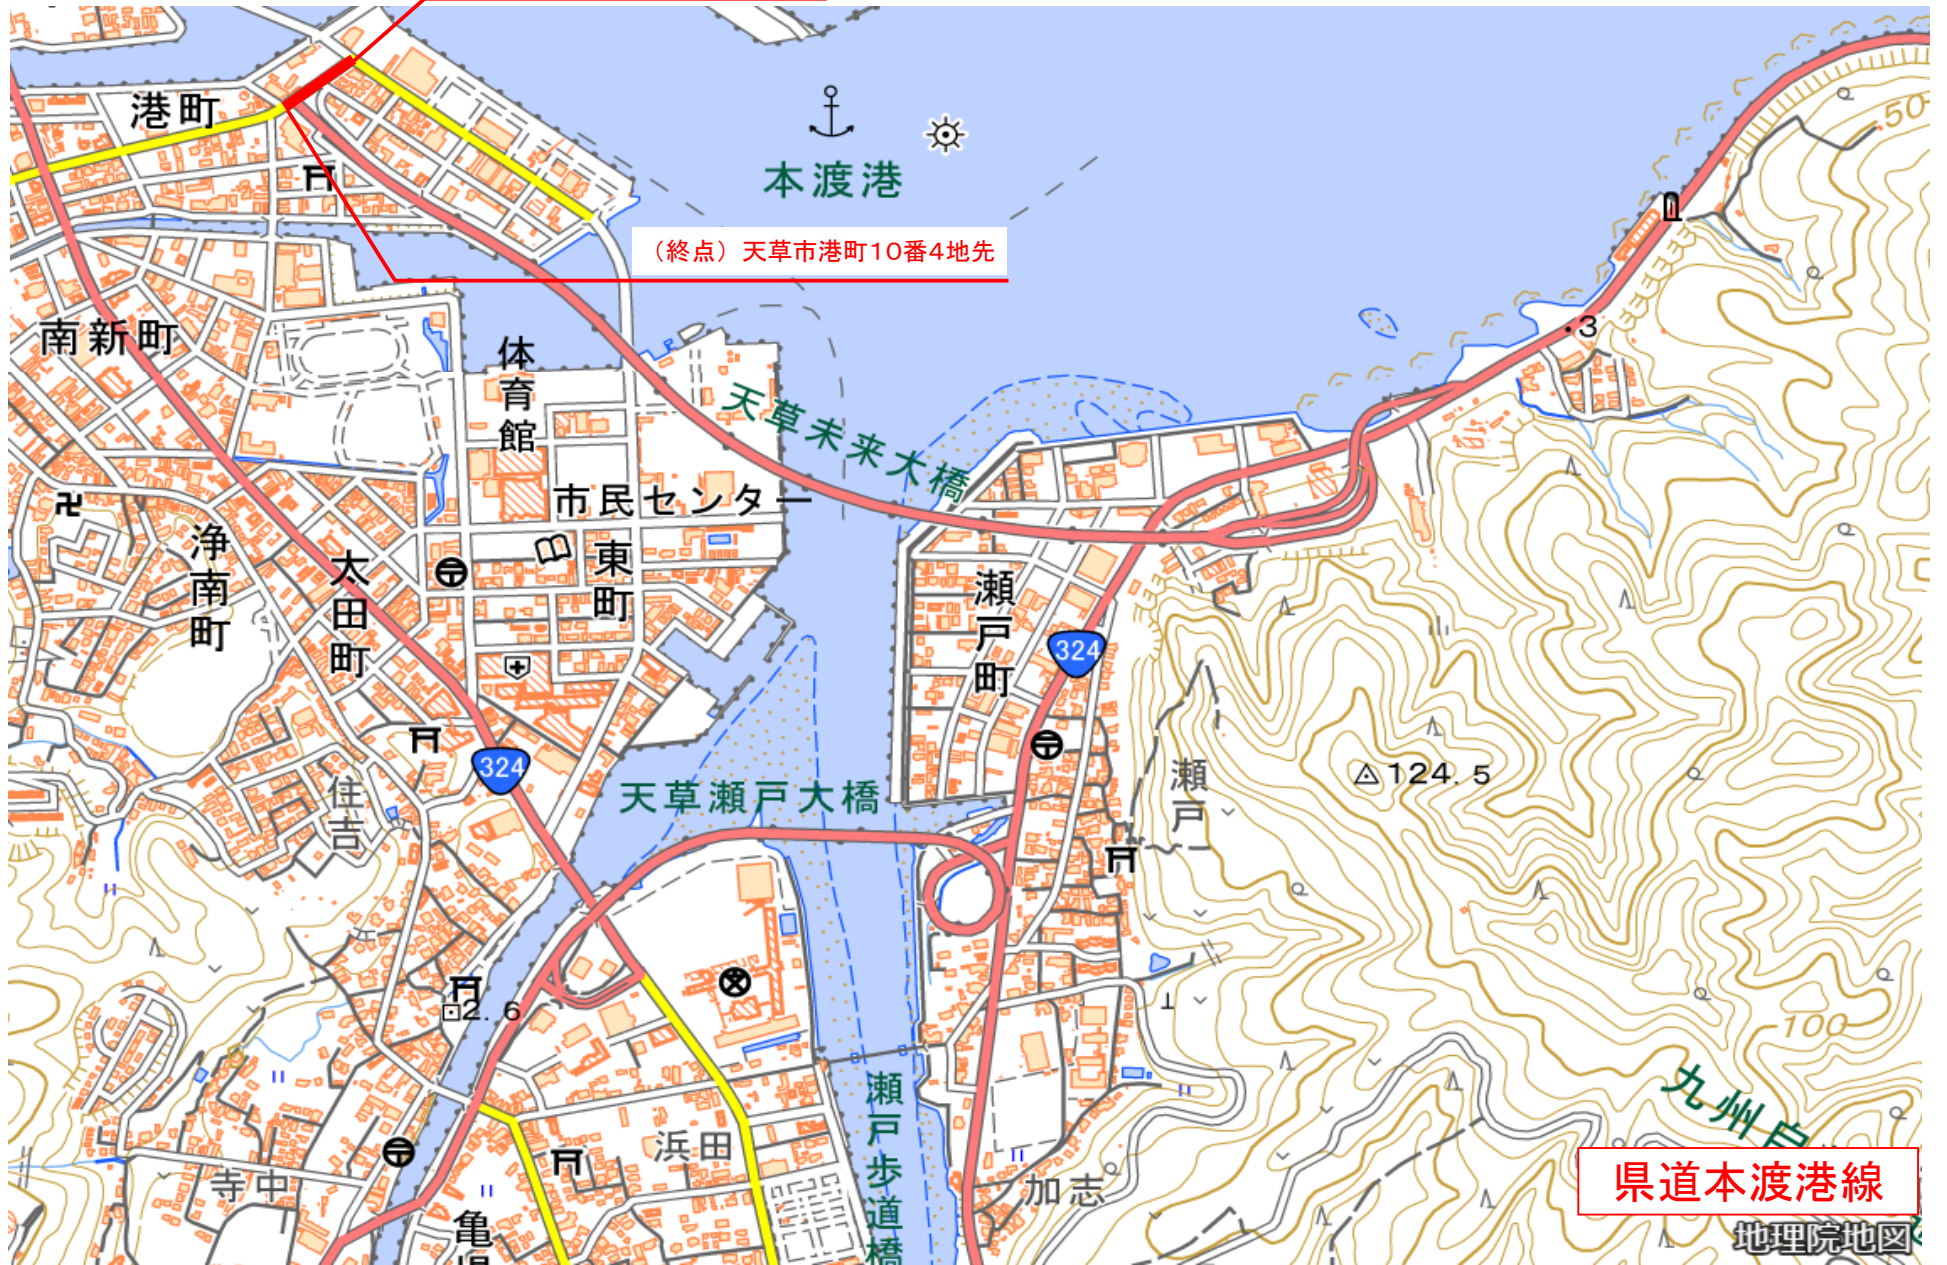 港町
本渡港
50
（終点）天草市港町10番4地先
3
南新町
体育館
天草未来大橋
市民センター
浄南町
太田町
東町
瀬戸町
324
324
124.5
瀬戸
住吉
天草瀬戸大橋
2.6
100
九州自
瀬戸歩道橋
浜田
寺中
加志
亀
県道本渡港線
地理院地図